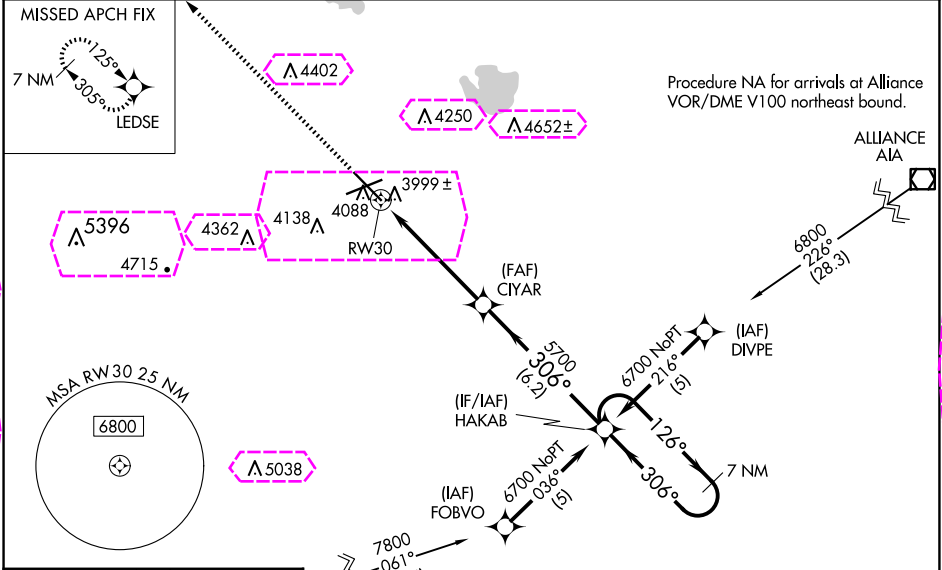 MISSED APCH FIX
7 NM
125°
305°
LEDSE
4402
4250
4652±
Procedure NA for arrivals at Alliance
VOR/DME V100 northeast bound.
ALLIANCE
AIA
6800
226°
(28.3)
5396
4715
4362
4138
4088
3999±
RW30
(FAF)
CIYAR
5700
306°
(6.2)
6700 NoPT
216°
(5)
(IAF)
DIVPE
(IF/IAF)
HAKAB
126°
306°
7 NM
MSA RW30 25 NM
6800
5038
6700 NoPT
036°
(5)
(IAF)
FOBVO
7800
061°